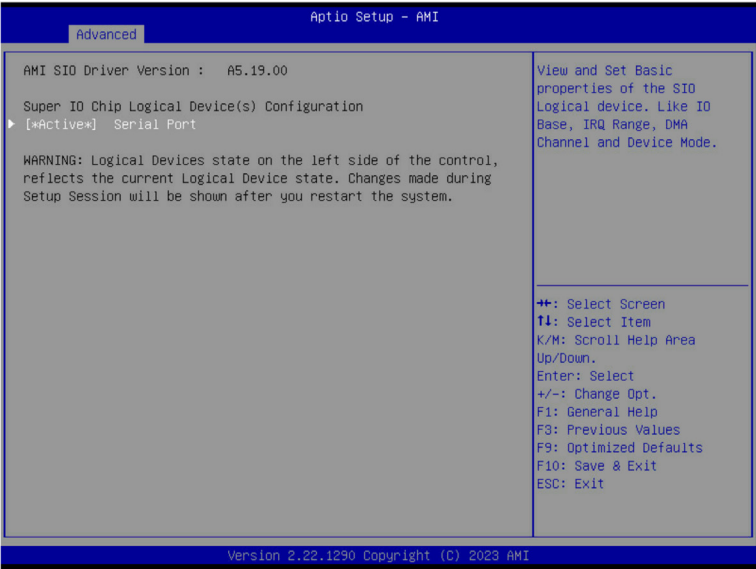 Aptio Setup - AMI
Advanced
AMI SIO Driver Version : A5.19.00
Super IO Chip Logical Device(s) Configuration
[*Active*] Serial Port
WARNING: Logical Devices state on the left side of the control,
reflects the current Logical Device state. Changes made during
Setup Session will be shown after you restart the system.
View and Set Basic
properties of the SIO
Logical device. Like IO
Base, IRQ Range, DMA
Channel and Device Mode.
→←: Select Screen
↑↓: Select Item
K/M: Scroll Help Area
Up/Down.
Enter: Select
+/-: Change Opt.
F1: General Help
F3: Previous Values
F9: Optimized Defaults
F10: Save & Exit
ESC: Exit
Version 2.22.1290 Copyright (C) 2023 AMI